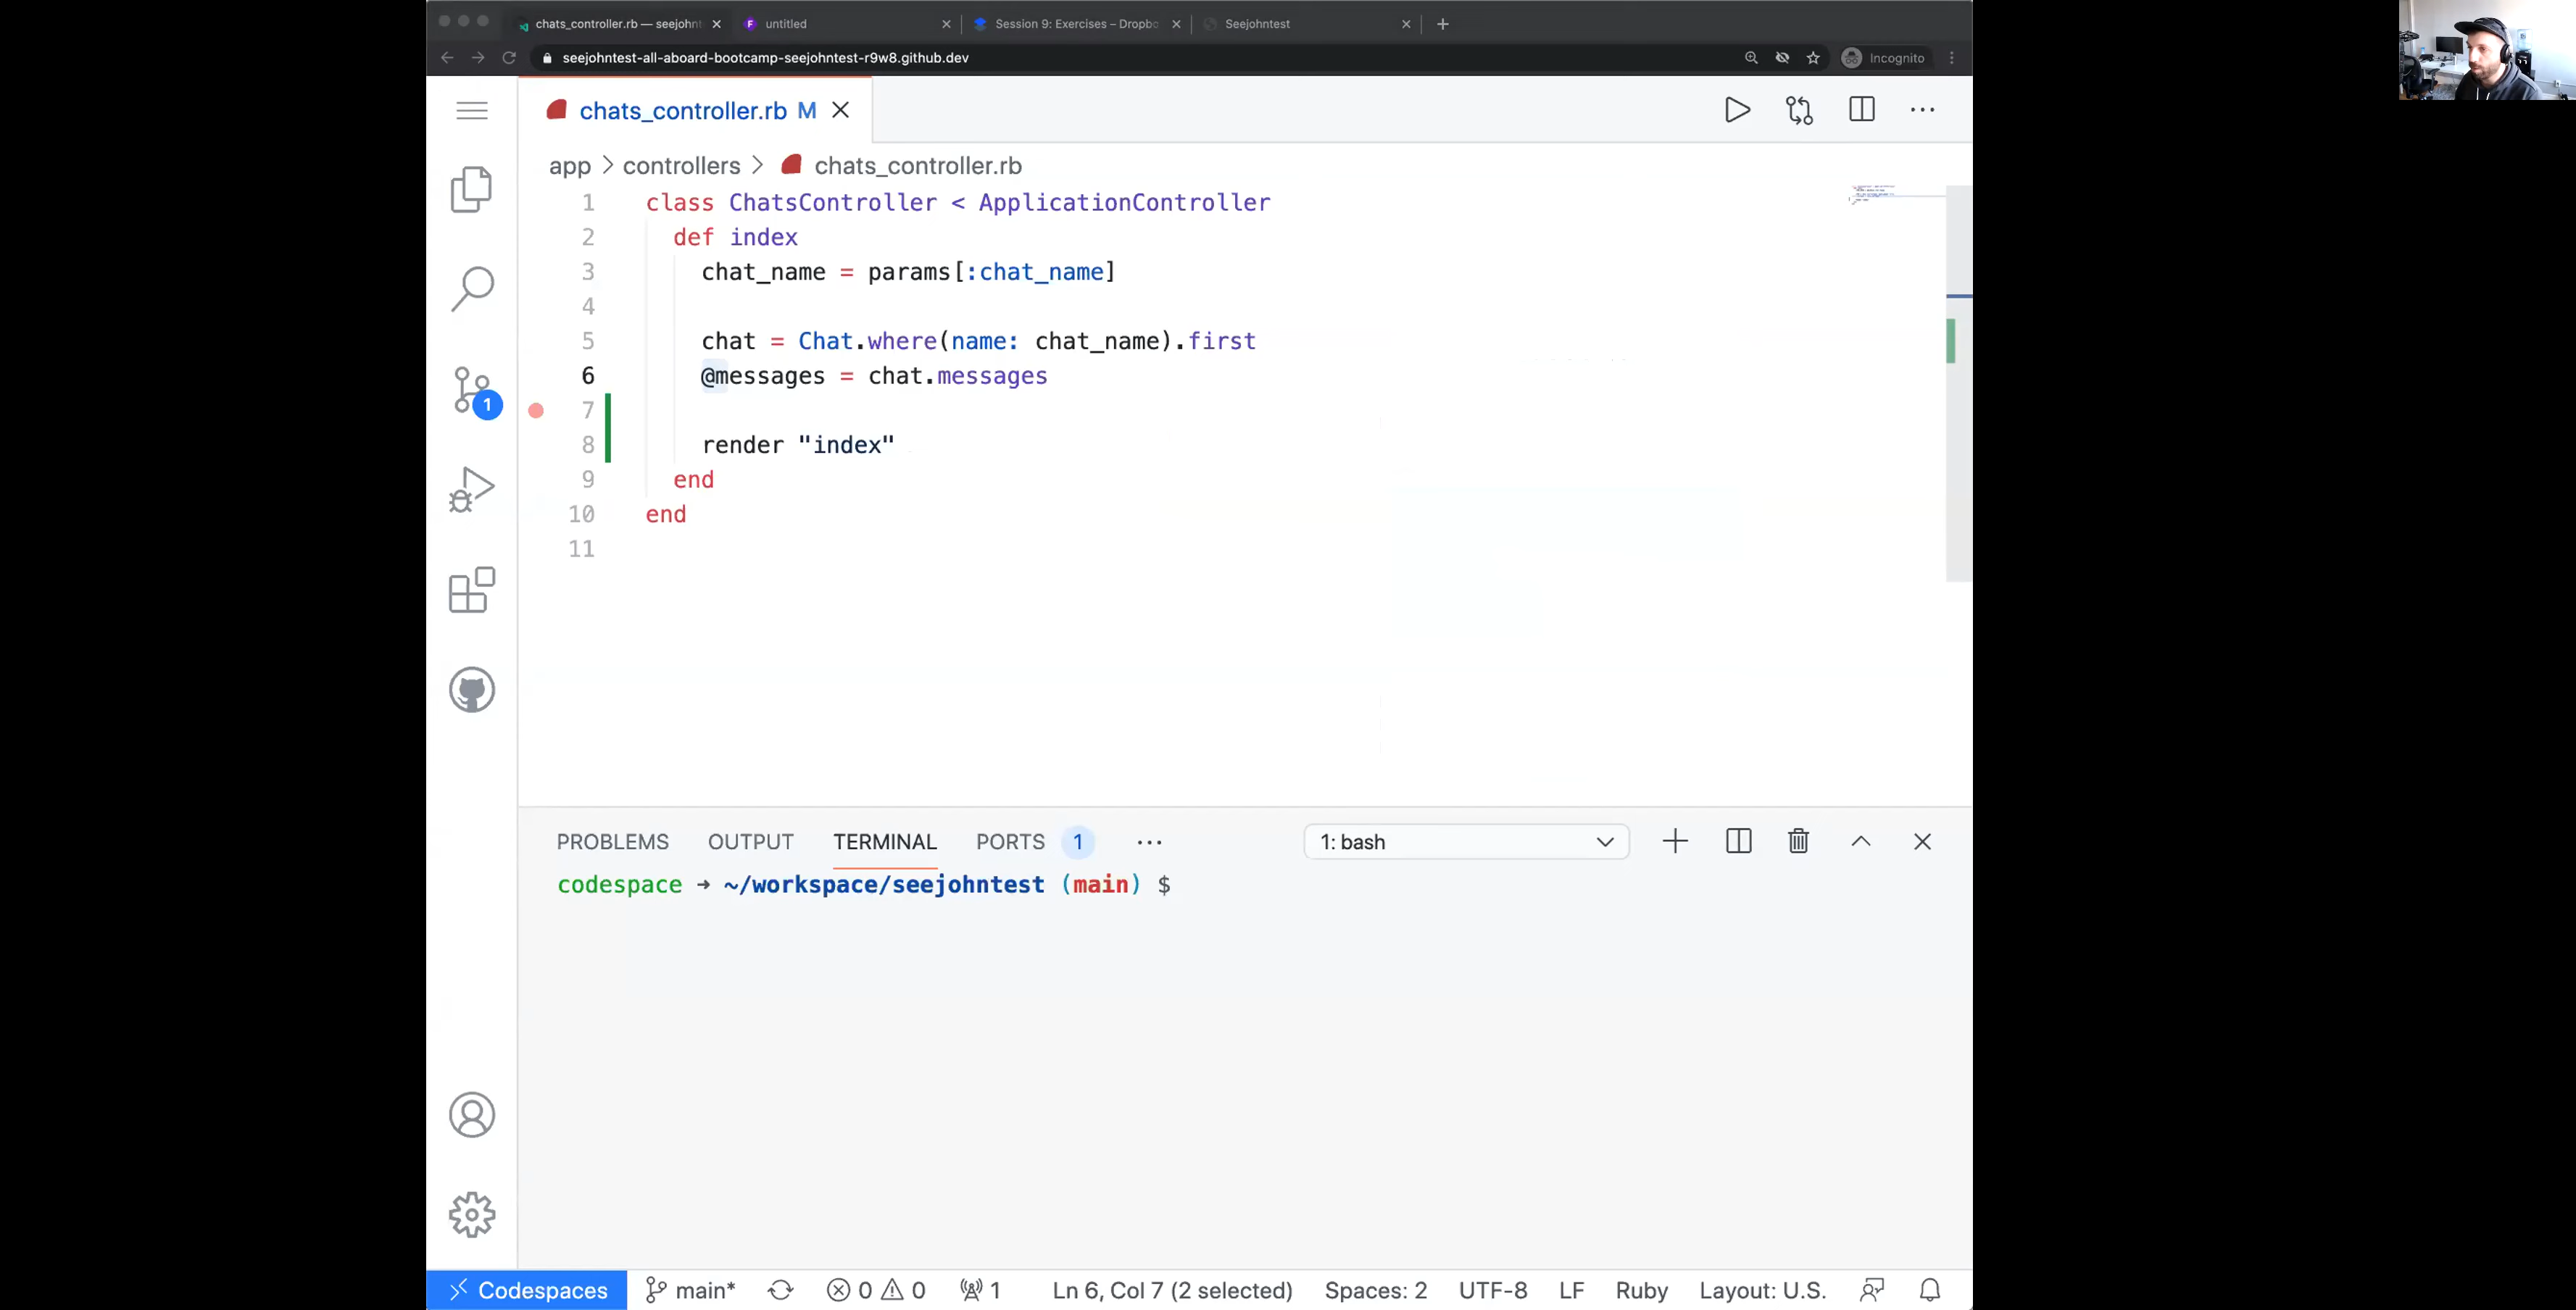 chats_controller.rb — seejohnt
untitled
Session 9: Exercises – Dropbo
Seejohntest
seejohntest-all-aboard-bootcamp-seejohntest-r9w8.github.dev
Incognito
chats_controller.rb M
app > controllers > chats_controller.rb
1 class ChatsController < ApplicationController
2 def index
3 chat_name = params[:chat_name]
4
5 chat = Chat.where(name: chat_name).first
6 @messages = chat.messages
7
8 render "index"
9 end
10 end
11
1
PROBLEMS OUTPUT TERMINAL PORTS 1 ... 1: bash
codespace → ~/workspace/seejohntest (main) $
Codespaces main* 0 0 1 Ln 6, Col 7 (2 selected) Spaces: 2 UTF-8 LF Ruby Layout: U.S.